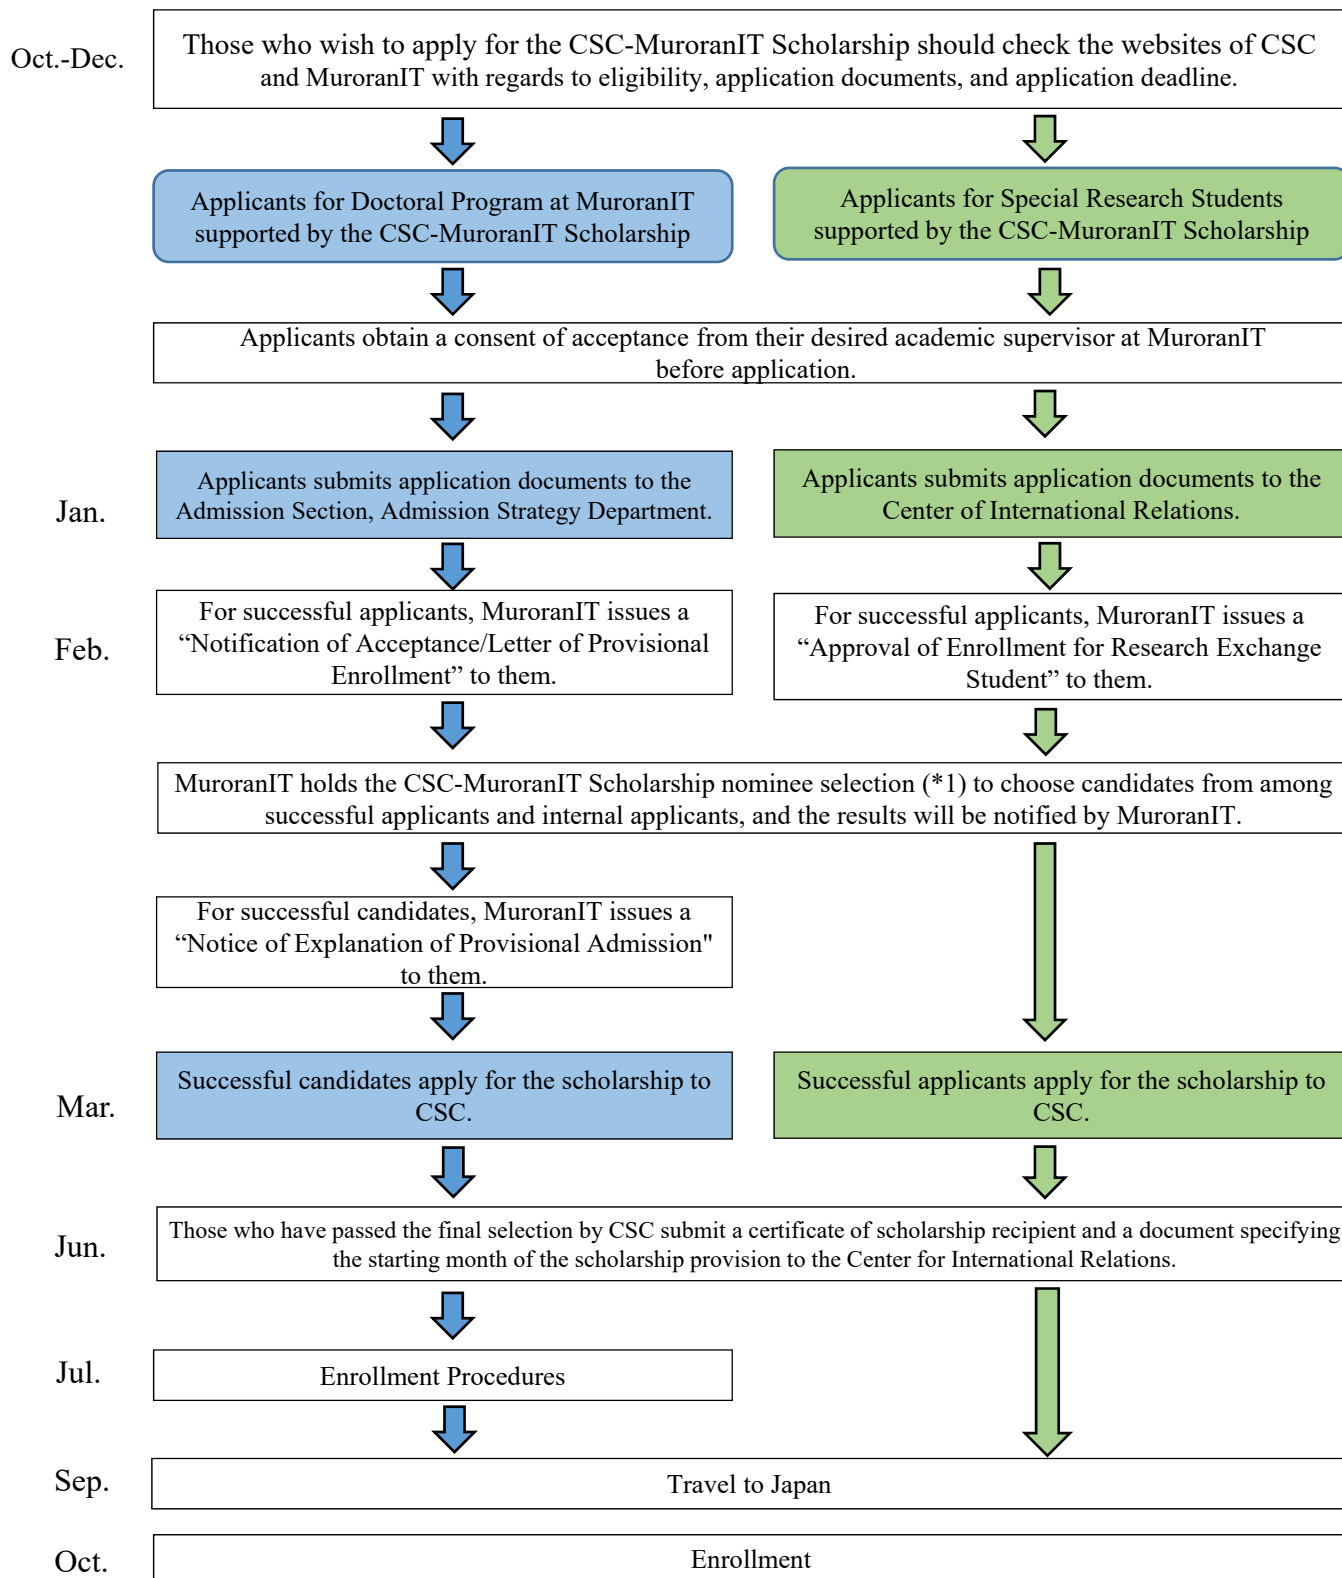 Oct.-Dec.
Those who wish to apply for the CSC-MuroranIT Scholarship should check the websites of CSC
and MuroranIT with regards to eligibility, application documents, and application deadline.
Applicants for Doctoral Program at MuroranIT
supported by the CSC-MuroranIT Scholarship
Applicants for Special Research Students
supported by the CSC-MuroranIT Scholarship
Applicants obtain a consent of acceptance from their desired academic supervisor at MuroranIT
before application.
Jan.
Applicants submits application documents to the
Admission Section, Admission Strategy Department.
Applicants submits application documents to the
Center of International Relations.
Feb.
For successful applicants, MuroranIT issues a
“Notification of Acceptance/Letter of Provisional
Enrollment” to them.
For successful applicants, MuroranIT issues a
“Approval of Enrollment for Research Exchange
Student” to them.
MuroranIT holds the CSC-MuroranIT Scholarship nominee selection (*1) to choose candidates from among
successful applicants and internal applicants, and the results will be notified by MuroranIT.
For successful candidates, MuroranIT issues a
“Notice of Explanation of Provisional Admission"
to them.
Mar.
Successful candidates apply for the scholarship to
CSC.
Successful applicants apply for the scholarship to
CSC.
Jun.
Those who have passed the final selection by CSC submit a certificate of scholarship recipient and a document specifying
the starting month of the scholarship provision to the Center for International Relations.
Jul.
Enrollment Procedures
Sep.
Travel to Japan
Oct.
Enrollment